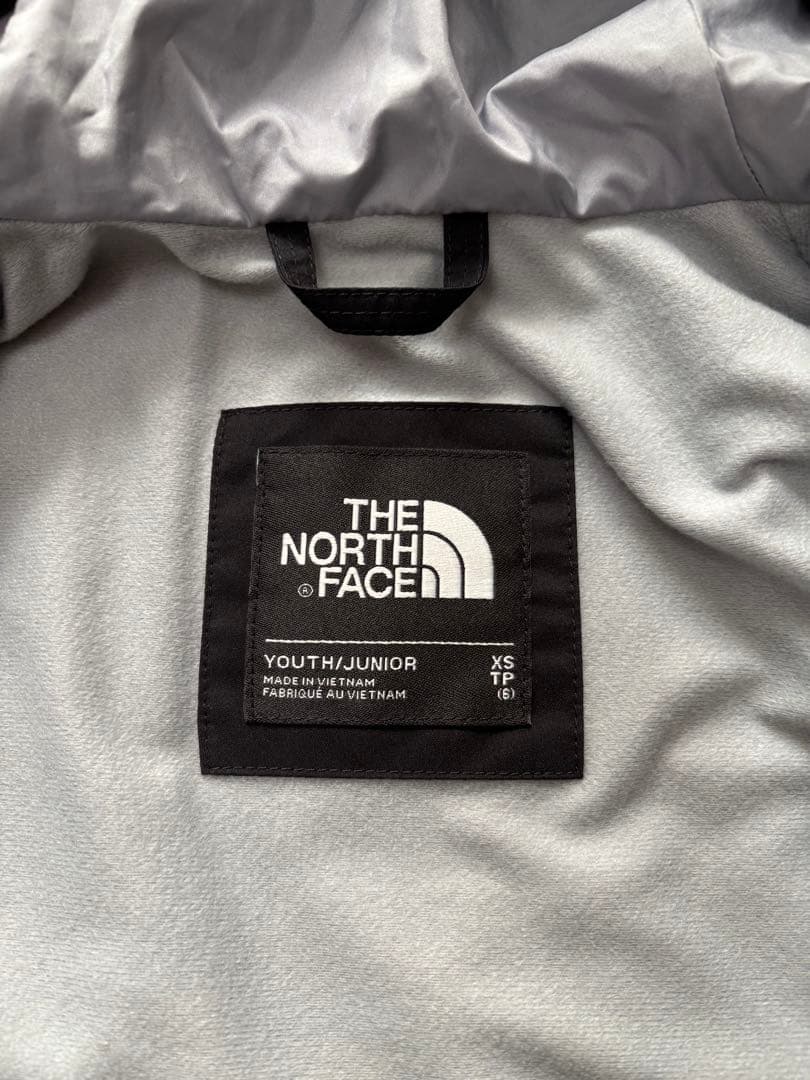 THE
NORTH
® FACE
YOUTH/JUNIOR XS
MADE IN VIETNAM TP
FABRIQUÉ AU VIETNAM (6)